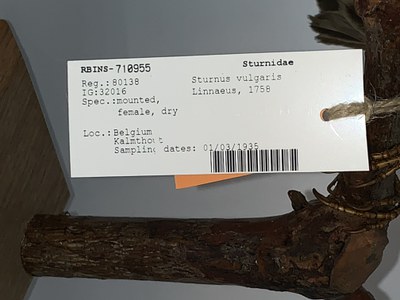 RBINS-710955 Sturnidae
Reg.:80138 Sturnus vulgaris
IG:32016 Linnaeus, 1758
Spec.:mounted,
female, dry
Loc.:Belgium
Kalmthout
Sampling dates: 01/03/1935